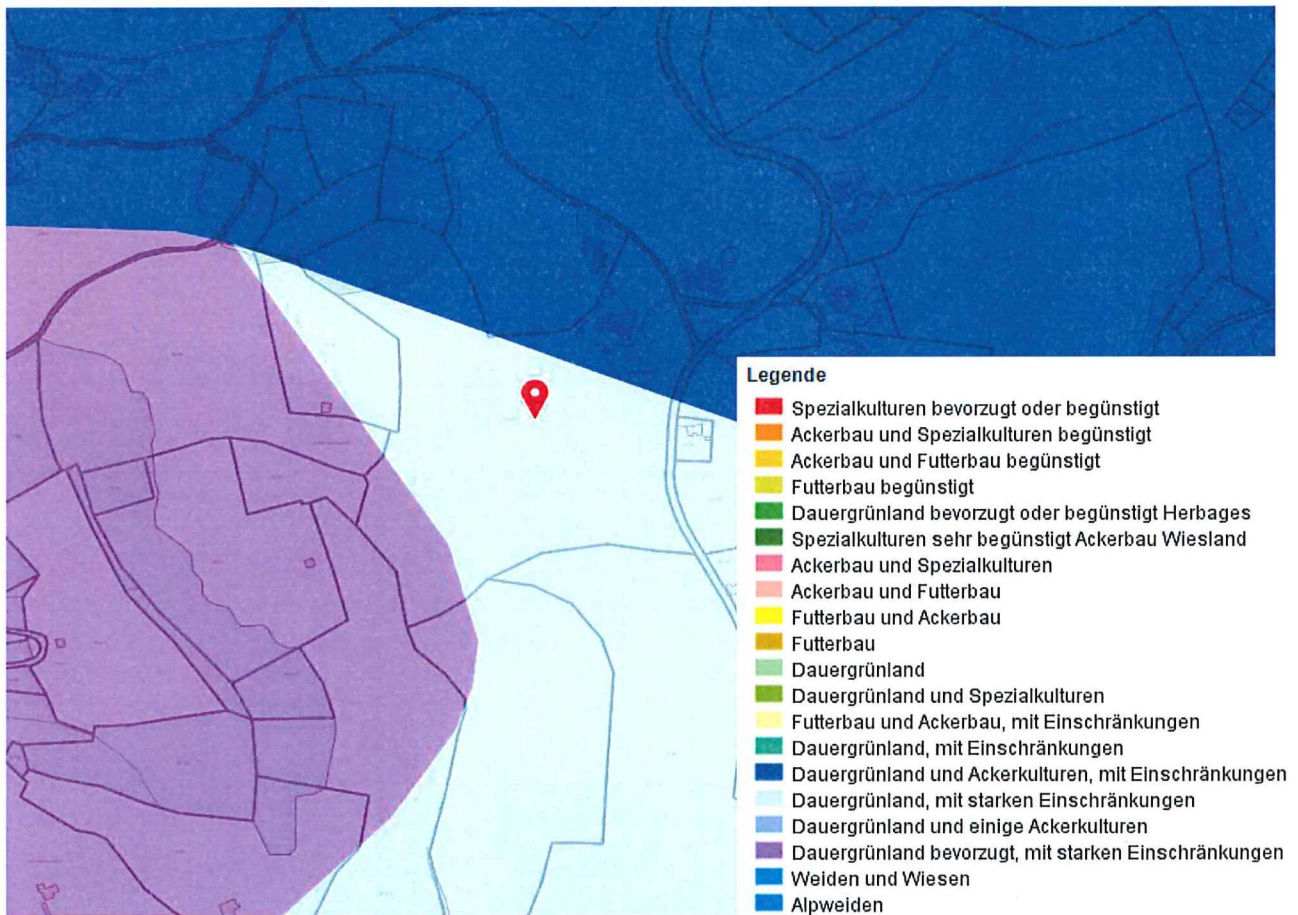 Legende
Spezialkulturen bevorzugt oder begünstigt
Ackerbau und Spezialkulturen begünstigt
Ackerbau und Futterbau begünstigt
Futterbau begünstigt
Dauergrünland bevorzugt oder begünstigt Herbages
Spezialkulturen sehr begünstigt Ackerbau Wiesland
Ackerbau und Spezialkulturen
Ackerbau und Futterbau
Futterbau und Ackerbau
Futterbau
Dauergrünland
Dauergrünland und Spezialkulturen
Futterbau und Ackerbau, mit Einschränkungen
Dauergrünland, mit Einschränkungen
Dauergrünland und Ackerkulturen, mit Einschränkungen
Dauergrünland, mit starken Einschränkungen
Dauergrünland und einige Ackerkulturen
Dauergrünland bevorzugt, mit starken Einschränkungen
Weiden und Wiesen
Alpweiden